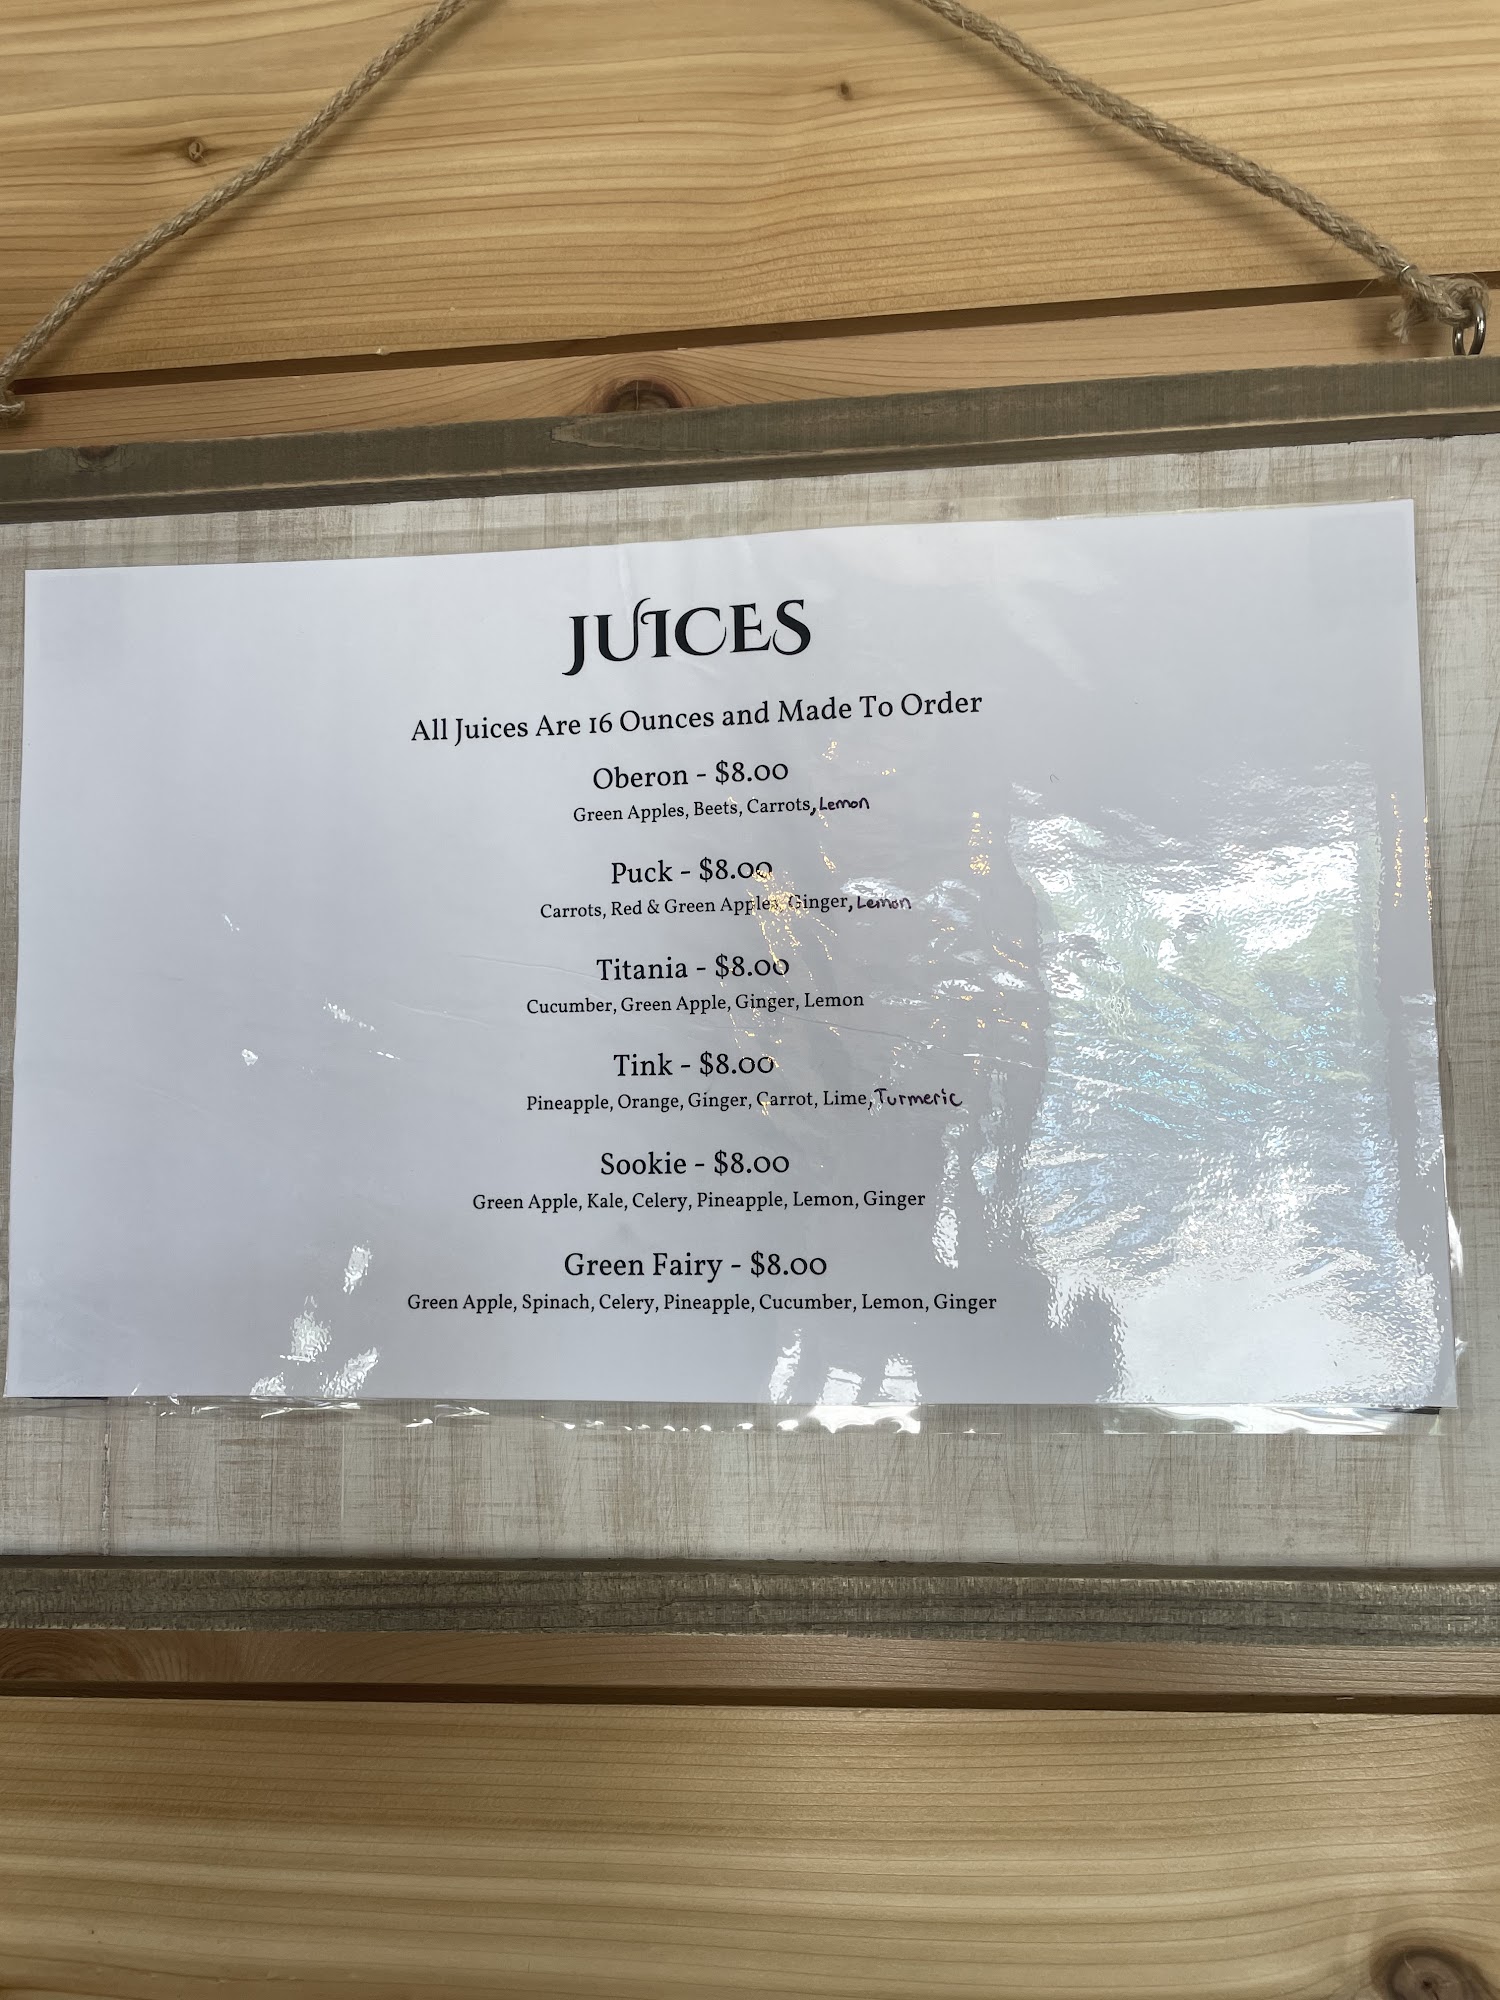 JUICES
All Juices Are 16 Ounces and Made To Order
Oberon - $8.00
Green Apples, Beets, Carrots, Lemon
Puck - $8.00
Carrots, Red & Green Apples, Ginger, Lemon
Titania - $8.00
Cucumber, Green Apple, Ginger, Lemon
Tink - $8.00
Pineapple, Orange, Ginger, Carrot, Lime, Turmeric
Sookie - $8.00
Green Apple, Kale, Celery, Pineapple, Lemon, Ginger
Green Fairy - $8.00
Green Apple, Spinach, Celery, Pineapple, Cucumber, Lemon, Ginger